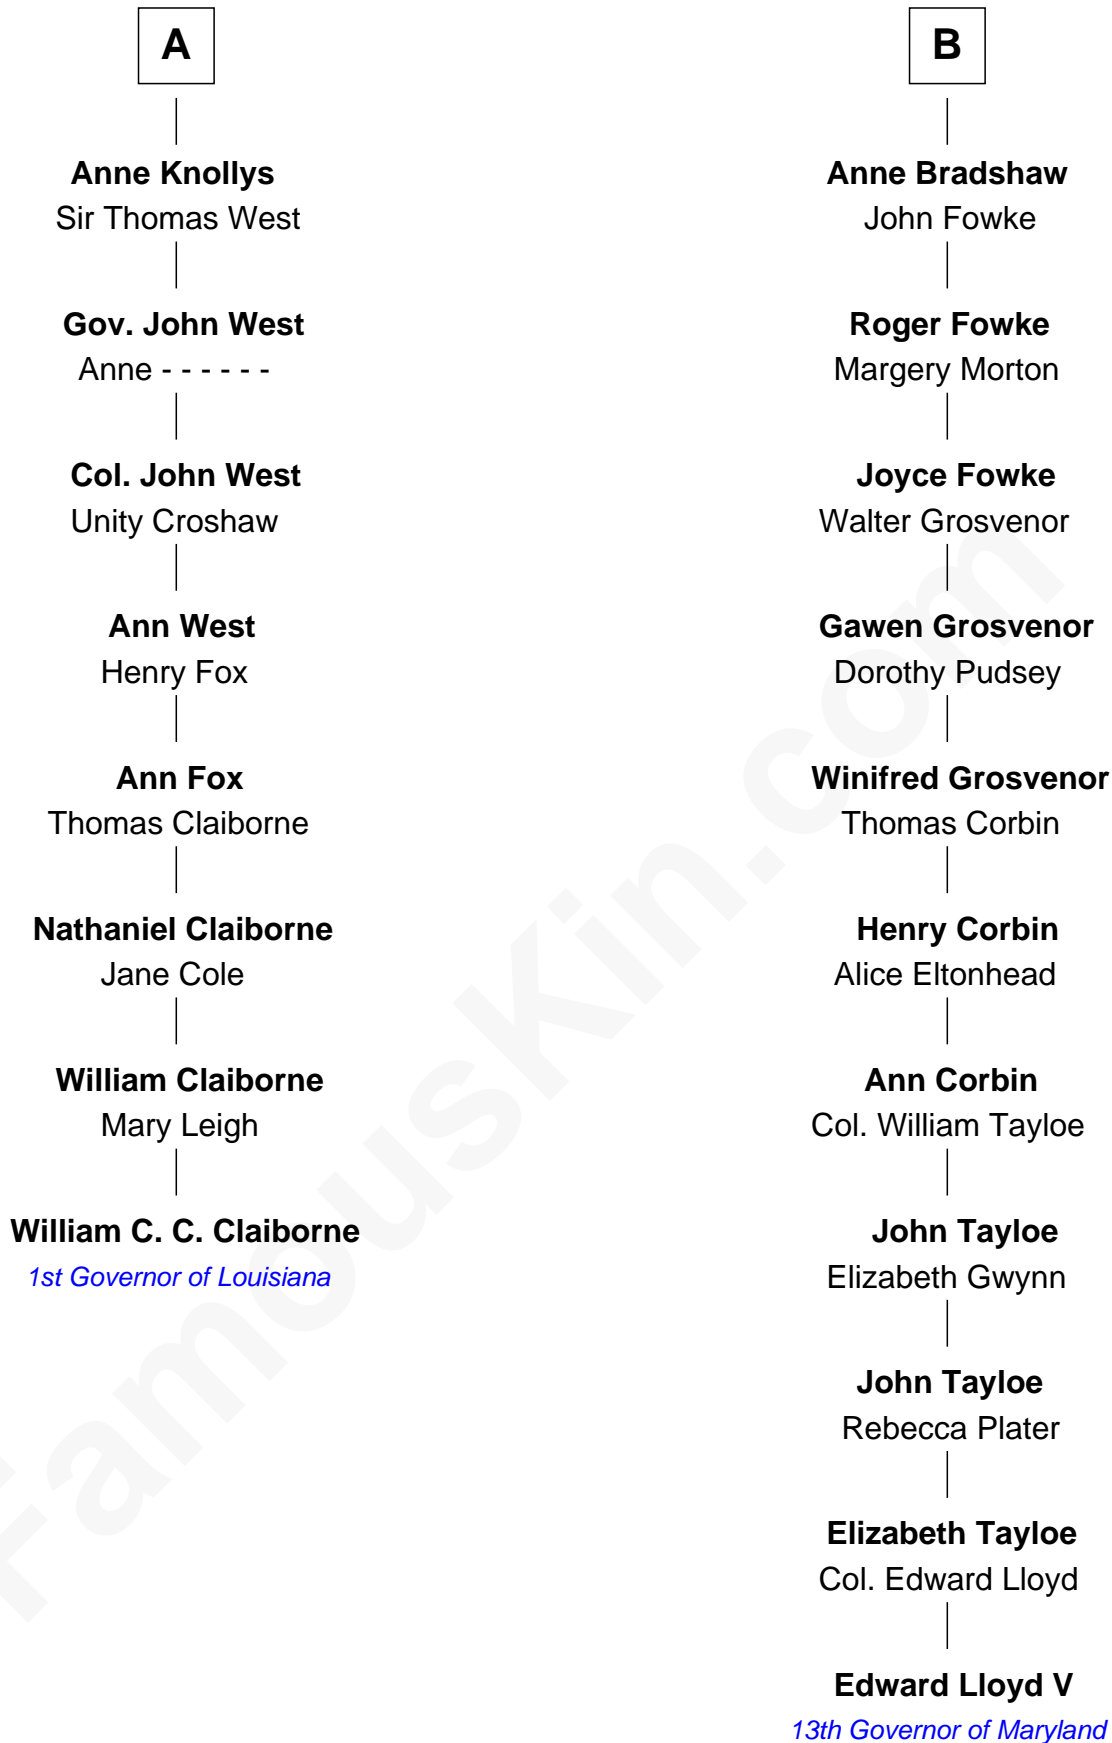 A
Anne Knollys
Sir Thomas West
Gov. John West
Anne - - - - - -
Col. John West
Unity Croshaw
Ann West
Henry Fox
Ann Fox
Thomas Claiborne
Nathaniel Claiborne
Jane Cole
William Claiborne
Mary Leigh
William C. C. Claiborne
1st Governor of Louisiana
B
Anne Bradshaw
John Fowke
Roger Fowke
Margery Morton
Joyce Fowke
Walter Grosvenor
Gawen Grosvenor
Dorothy Pudsey
Winifred Grosvenor
Thomas Corbin
Henry Corbin
Alice Eltonhead
Ann Corbin
Col. William Tayloe
John Tayloe
Elizabeth Gwynn
John Tayloe
Rebecca Plater
Elizabeth Tayloe
Col. Edward Lloyd
Edward Lloyd V
13th Governor of Maryland
FamousKin.com